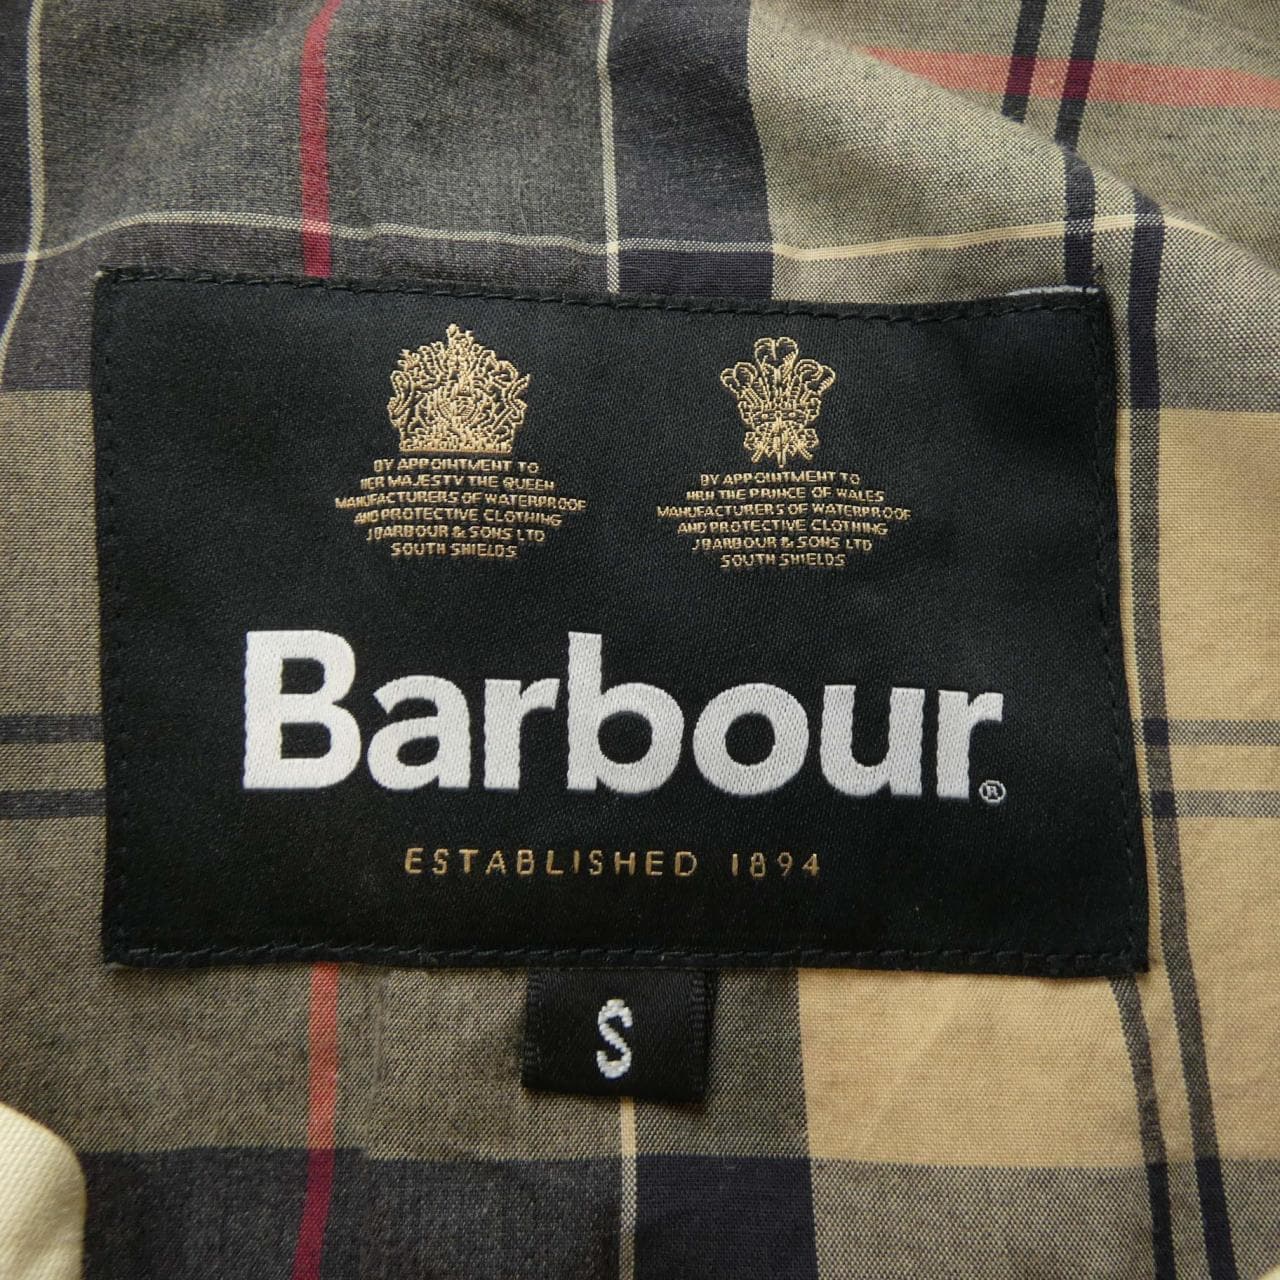 BY APPOINTMENT TO
HER MAJESTY THE QUEEN
MANUFACTURERS OF WATERPROOF
AND PROTECTIVE CLOTHING
J BARBOUR & SONS LTD
SOUTH SHIELDS
BY APPOINTMENT TO
HRH THE PRINCE OF WALES
MANUFACTURERS OF WATERPROOF
AND PROTECTIVE CLOTHING
J BARBOUR & SONS LTD
SOUTH SHIELDS
Barbour®
ESTABLISHED 1894
S